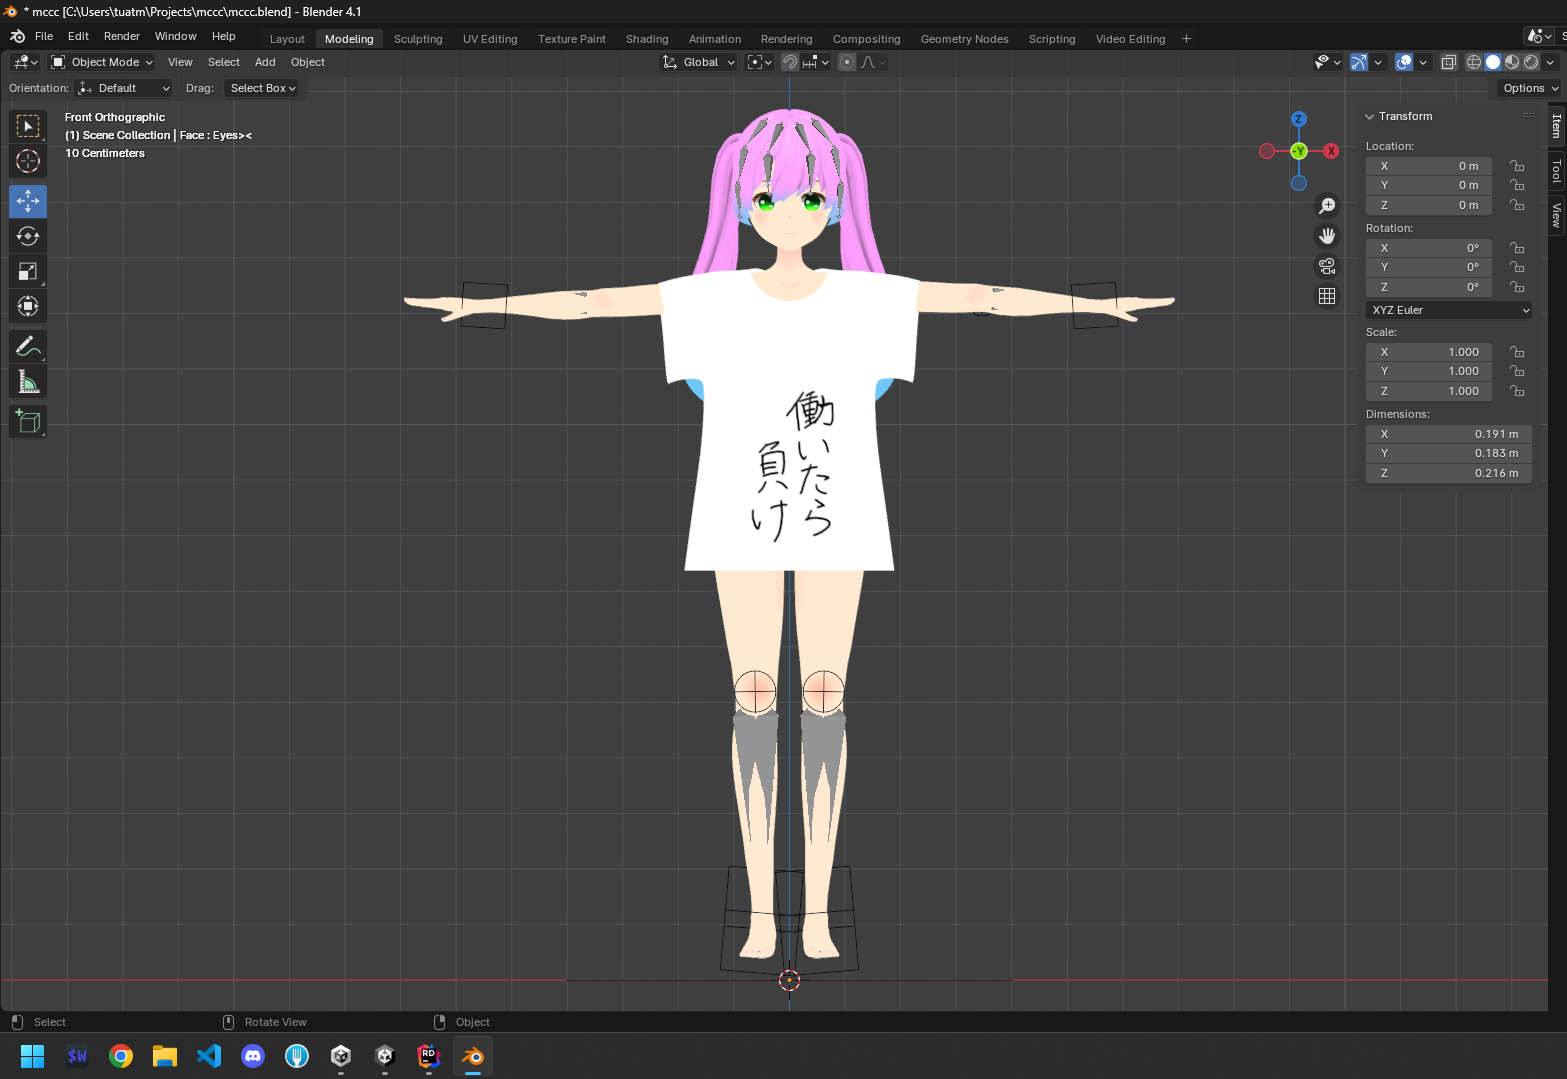 * mccc [C:\Users\tuatm\Projects\mccc\mccc.blend] - Blender 4.1
File Edit Render Window Help
Layout Modeling Sculpting UV Editing Texture Paint Shading Animation Rendering Compositing Geometry Nodes Scripting Video Editing +
Object Mode View Select Add Object Global
Orientation: Default Drag: Select Box Options
Front Orthographic
(1) Scene Collection | Face : Eyes><
10 Centimeters
Z
-Y
X
Item
Tool
View
Transform
Location:
X 0 m
Y 0 m
Z 0 m
Rotation:
X 0°
Y 0°
Z 0°
XYZ Euler
Scale:
X 1.000
Y 1.000
Z 1.000
Dimensions:
X 0.191 m
Y 0.183 m
Z 0.216 m
働いたら
負け
Select Rotate View Object
$W
RD